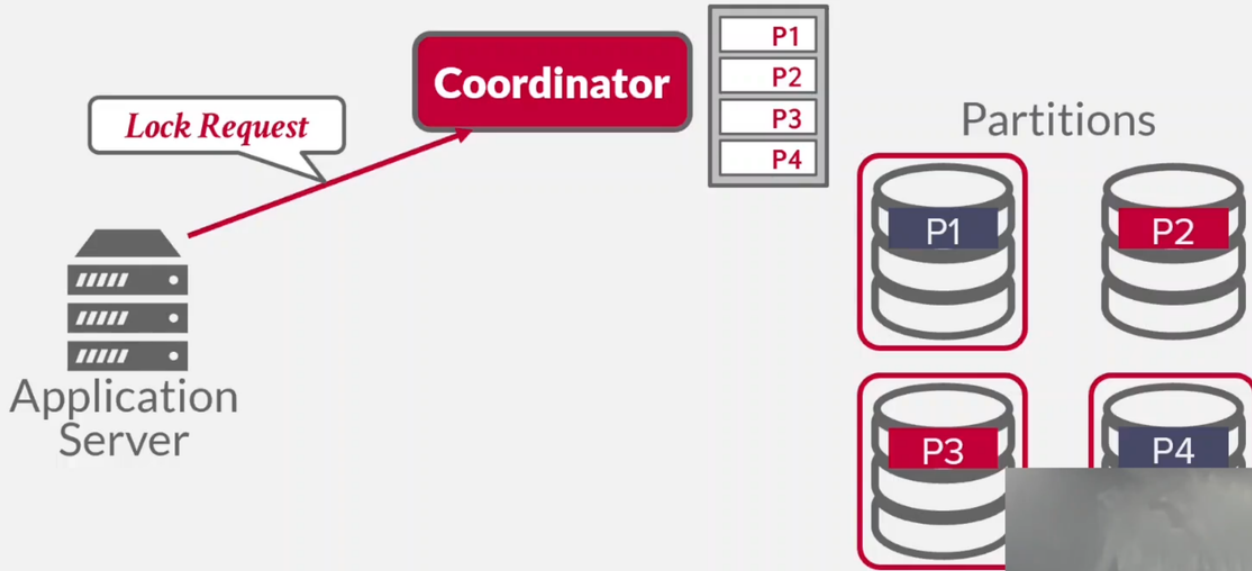 Coordinator
P1
P2
P3
P4
Lock Request
Partitions
P1
P2
Application
Server
P3
P4